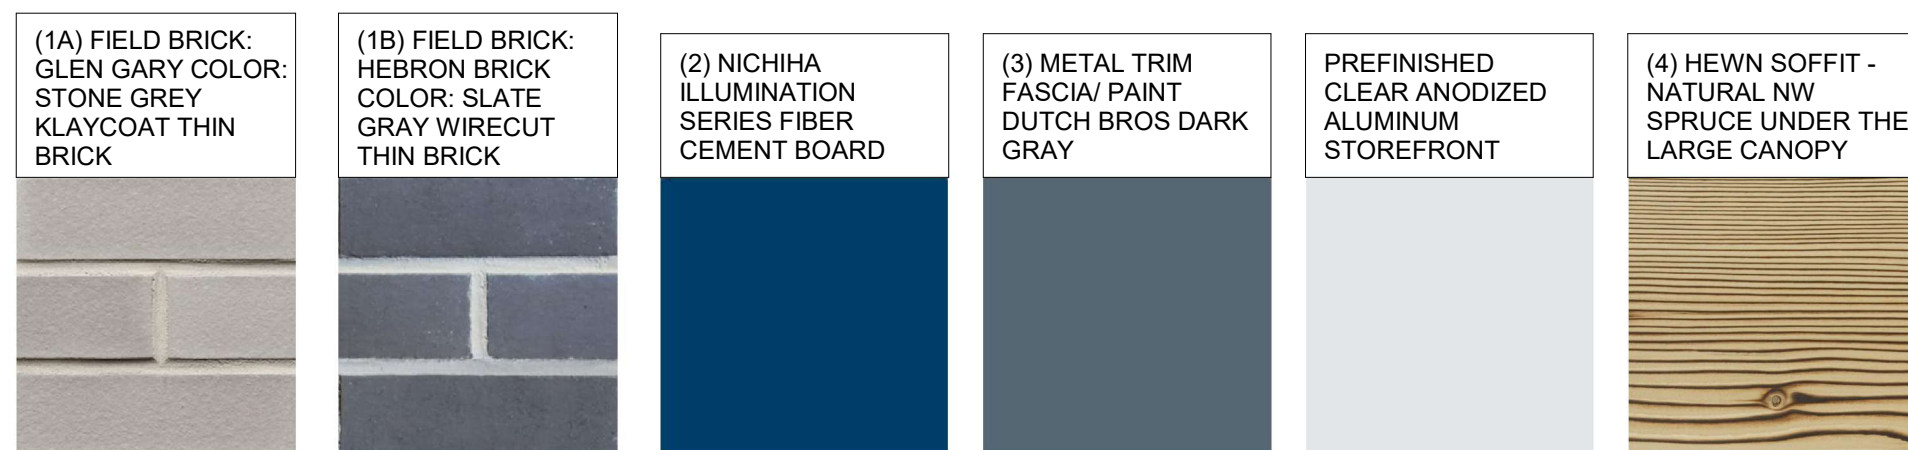 (1A) FIELD BRICK:
GLEN GARY COLOR:
STONE GREY
KLAYCOAT THIN
BRICK
(1B) FIELD BRICK:
HEBRON BRICK
COLOR: SLATE
GRAY WIRECUT
THIN BRICK
(2) NICHIHA
ILLUMINATION
SERIES FIBER
CEMENT BOARD
(3) METAL TRIM
FASCIA/ PAINT
DUTCH BROS DARK
GRAY
PREFINISHED
CLEAR ANODIZED
ALUMINUM
STOREFRONT
(4) HEWN SOFFIT -
NATURAL NW
SPRUCE UNDER THE
LARGE CANOPY